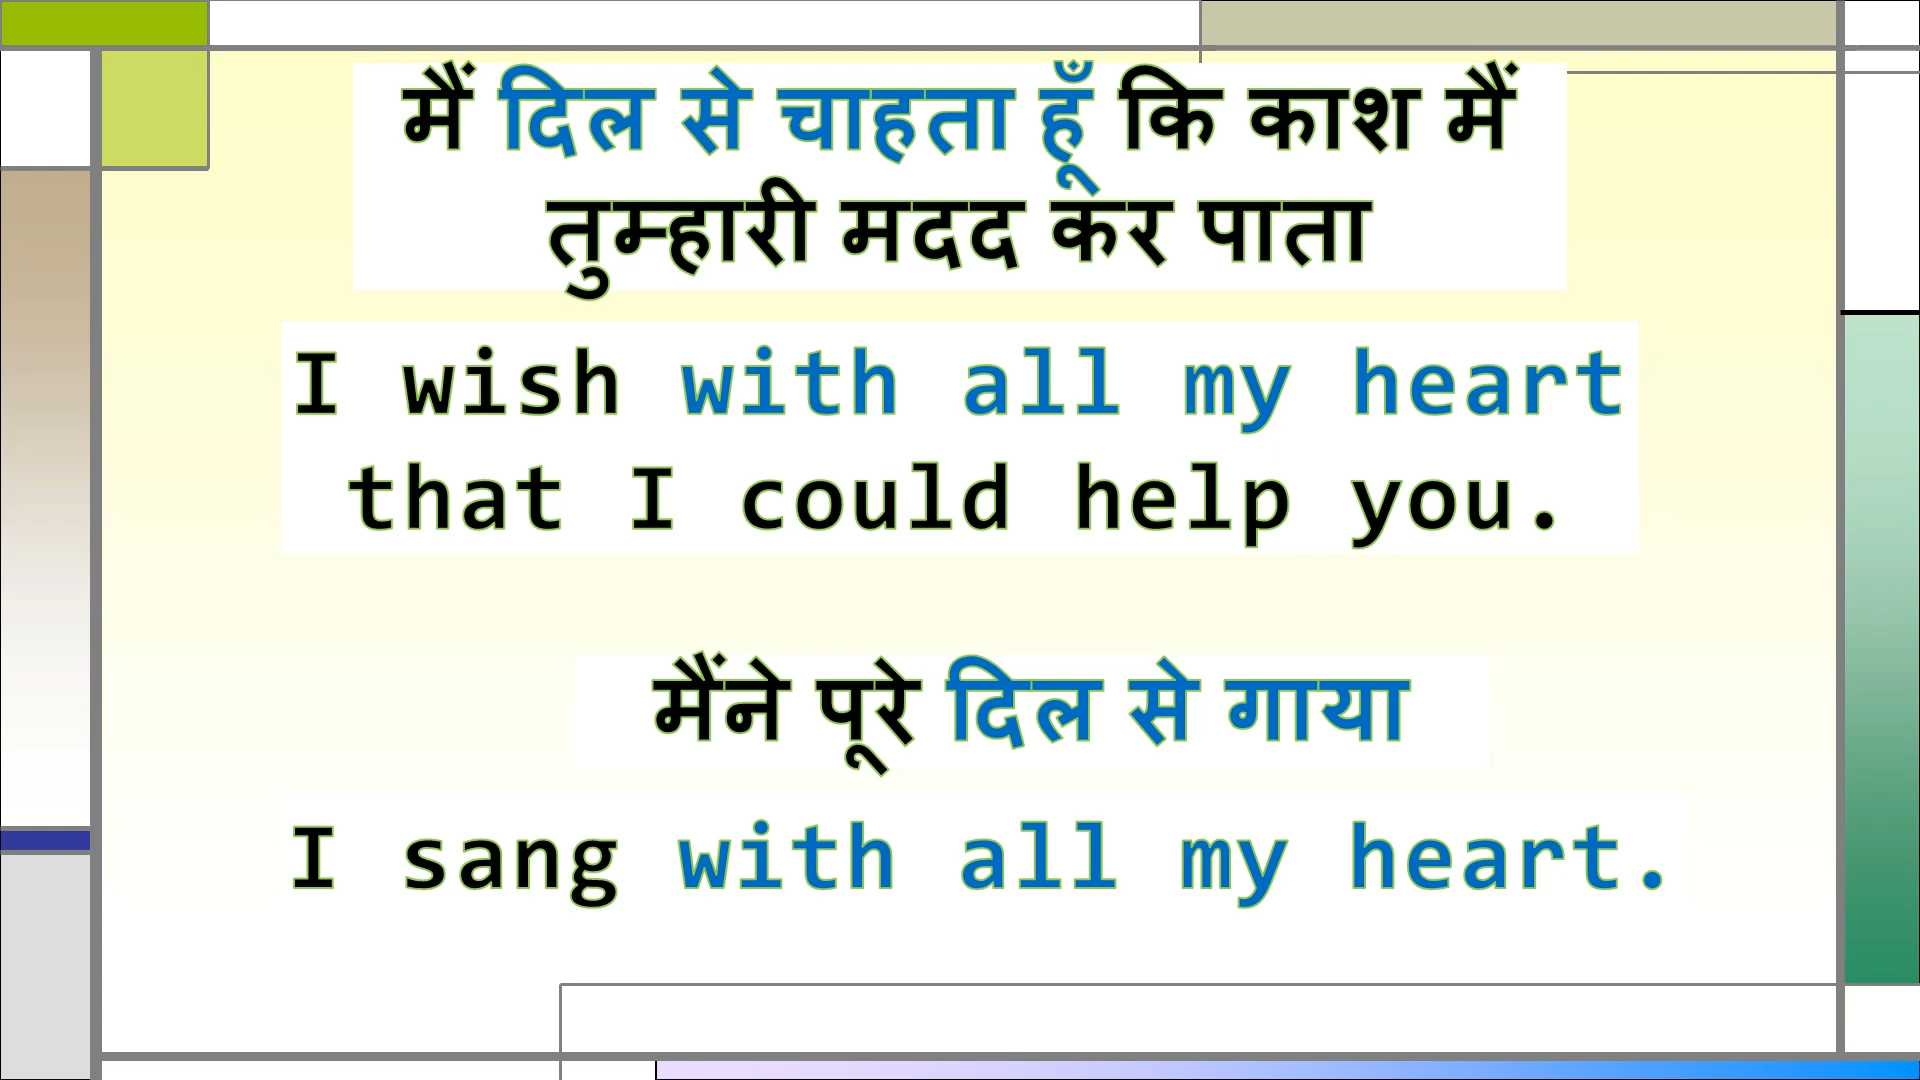 मैं दिल से चाहता हूँ कि काश मैं
तुम्हारी मदद कर पाता
I wish with all my heart
that I could help you.
मैंने पूरे दिल से गाया
I sang with all my heart.